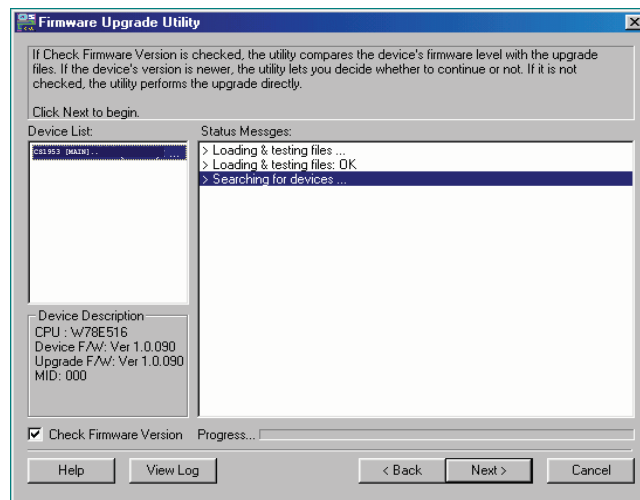 Firmware Upgrade Utility
If Check Firmware Version is checked, the utility compares the device's firmware level with the upgrade
files. If the device's version is newer, the utility lets you decide whether to continue or not. If it is not
checked, the utility performs the upgrade directly.
Click Next to begin.
Device List:
CS1953 [MAIN]..
...
Status Messges:
> Loading & testing files ...
> Loading & testing files: OK
> Searching for devices ...
Device Description
CPU : W78E516
Device F/W: Ver 1.0.090
Upgrade F/W: Ver 1.0.090
MID: 000
Check Firmware Version
Progress...
Help
View Log
< Back
Next >
Cancel